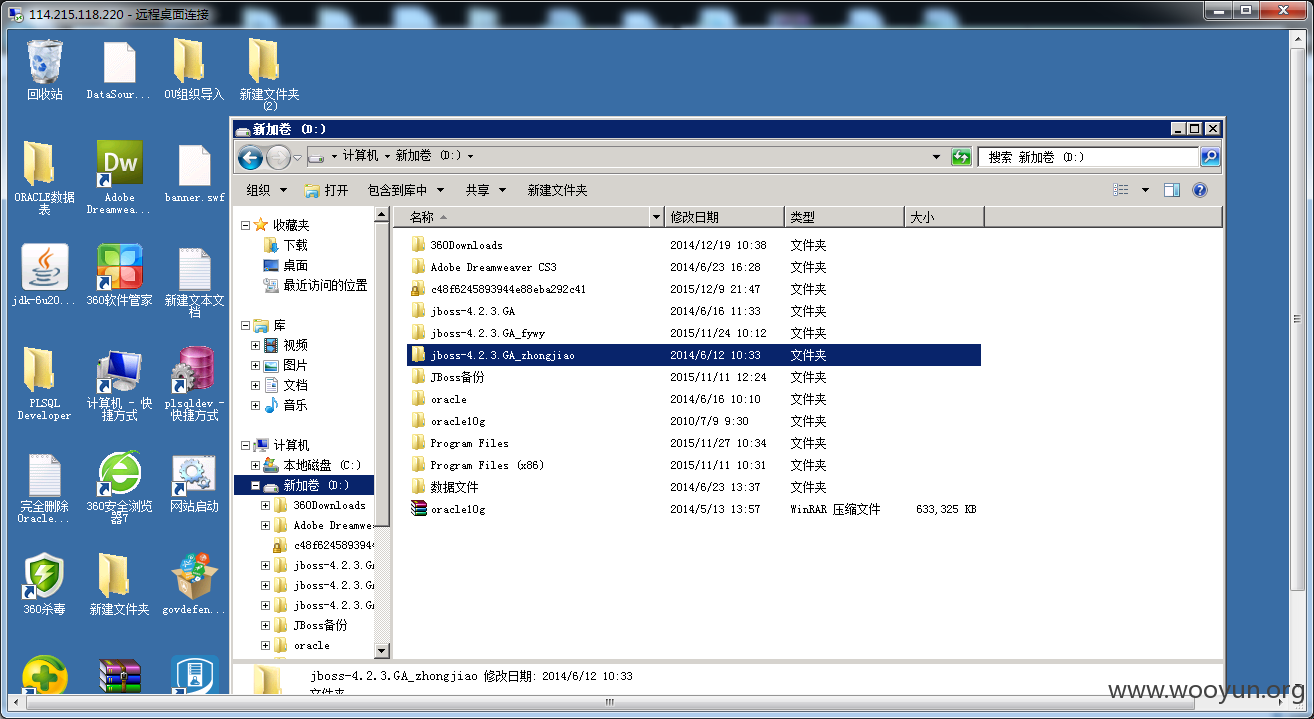 114.215.118.220 - 远程桌面连接
回收站
DataSour...
OU组织导入
新建文件夹
(2)
ORACLE数据
表
Adobe
Dreamwea...
banner.swf
jdk-6u20...
360软件管家
新建文本文
档
PLSQL
Developer
计算机 - 快
捷方式
plsqldev -
快捷方式
完全删除
Oracle...
360安全浏览
器7
网站启动
360杀毒
新建文件夹
govdefen...
新加卷 (D:)
计算机
新加卷 (D:)
搜索 新加卷 (D:)
组织
打开
包含到库中
共享
新建文件夹
收藏夹
下载
桌面
最近访问的位置
库
视频
图片
文档
音乐
计算机
本地磁盘 (C:)
新加卷 (D:)
360Downloads
Adobe Dreamwe
c48f624589394
jboss-4.2.3.GA
jboss-4.2.3.GA
jboss-4.2.3.GA
JBoss备份
oracle
名称 修改日期 类型 大小
360Downloads 2014/12/19 10:38 文件夹
Adobe Dreamweaver CS3 2014/6/23 16:28 文件夹
c48f6245893944e88eba292c41 2015/12/9 21:47 文件夹
jboss-4.2.3.GA 2014/6/16 11:33 文件夹
jboss-4.2.3.GA_fywy 2015/11/24 10:12 文件夹
jboss-4.2.3.GA_zhongjiao 2014/6/12 10:33 文件夹
JBoss备份 2015/11/11 12:24 文件夹
oracle 2014/6/16 10:10 文件夹
oracle10g 2010/7/9 9:30 文件夹
Program Files 2015/11/27 10:34 文件夹
Program Files (x86) 2015/11/11 10:31 文件夹
数据文件 2014/6/23 13:37 文件夹
oracle10g 2014/5/13 13:57 WinRAR 压缩文件 633,325 KB
jboss-4.2.3.GA_zhongjiao 修改日期: 2014/6/12 10:33
文件夹
www.wooyun.org